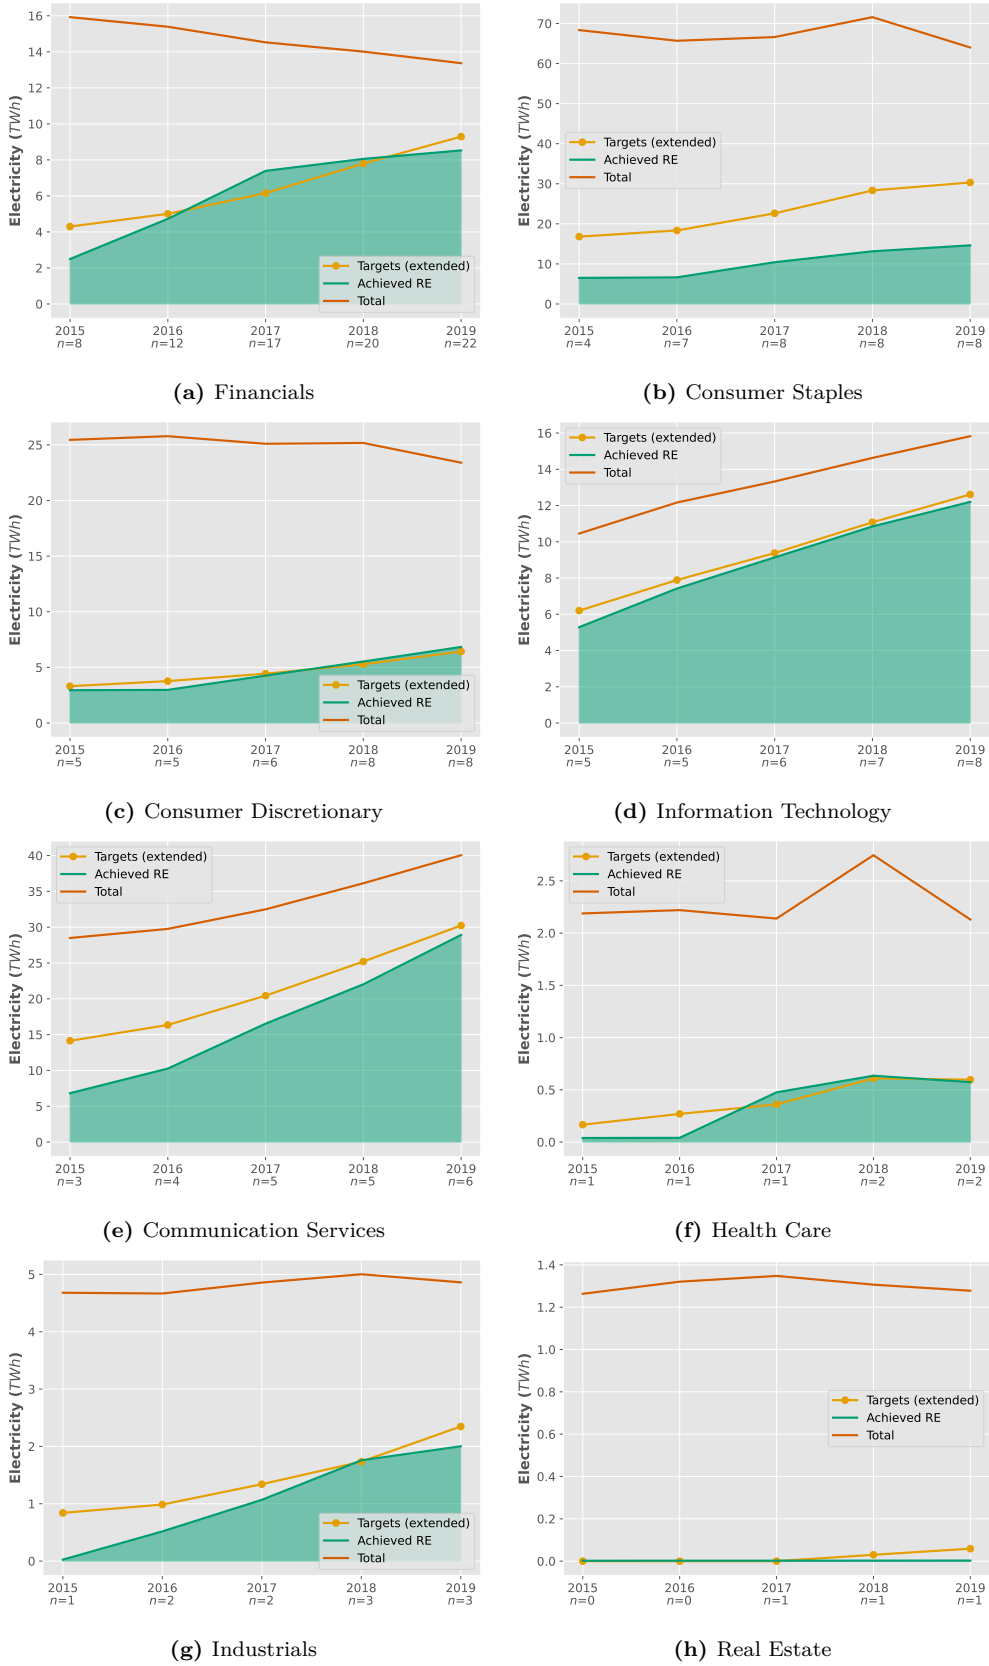 16
14
12
10
8
6
4
2
0
Electricity (TWh)
Targets (extended)
Achieved RE
Total
2015 2016 2017 2018 2019
n=8 n=12 n=17 n=20 n=22
(a) Financials
70
60
50
40
30
20
10
0
Electricity (TWh)
Targets (extended)
Achieved RE
Total
2015 2016 2017 2018 2019
n=4 n=7 n=8 n=8 n=8
(b) Consumer Staples
25
20
15
10
5
0
Electricity (TWh)
Targets (extended)
Achieved RE
Total
2015 2016 2017 2018 2019
n=5 n=5 n=6 n=8 n=8
(c) Consumer Discretionary
16
14
12
10
8
6
4
2
0
Electricity (TWh)
Targets (extended)
Achieved RE
Total
2015 2016 2017 2018 2019
n=5 n=5 n=6 n=7 n=8
(d) Information Technology
40
35
30
25
20
15
10
5
0
Electricity (TWh)
Targets (extended)
Achieved RE
Total
2015 2016 2017 2018 2019
n=3 n=4 n=5 n=5 n=6
(e) Communication Services
2.5
2.0
1.5
1.0
0.5
0.0
Electricity (TWh)
Targets (extended)
Achieved RE
Total
2015 2016 2017 2018 2019
n=1 n=1 n=1 n=2 n=2
(f) Health Care
5
4
3
2
1
0
Electricity (TWh)
Targets (extended)
Achieved RE
Total
2015 2016 2017 2018 2019
n=1 n=2 n=2 n=3 n=3
(g) Industrials
1.4
1.2
1.0
0.8
0.6
0.4
0.2
0.0
Electricity (TWh)
Targets (extended)
Achieved RE
Total
2015 2016 2017 2018 2019
n=0 n=0 n=1 n=1 n=1
(h) Real Estate